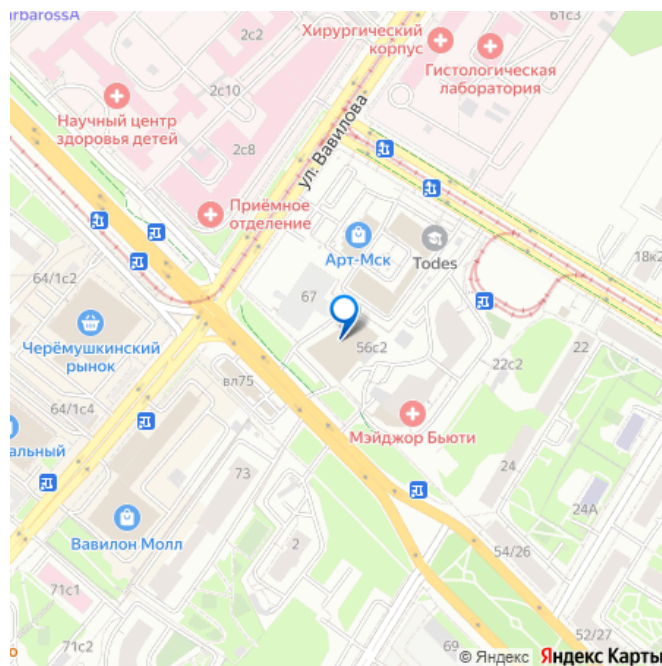 arbarossA
2с2
2с10
Хирургический
корпус
61с3
Гистологическая
лаборатория
Научный центр
здоровья детей
2с8
ул. Вавилова
Приёмное
отделение
Арт-Мск
Todes
18к2
64/1с2
67
Черёмушкинский
рынок
56с2
22с2
22
вл75
64/1с4
Мэйджор Бьюти
альный
73
24
24А
Вавилон Молл
2
54/26
71с1
71с2
69
52/27
о
© Яндекс Яндекс Карты